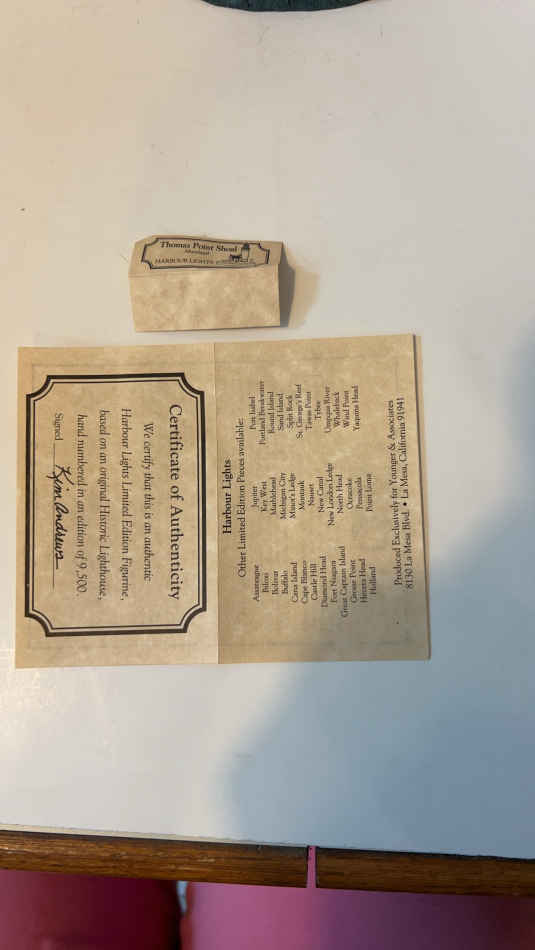 Thomas Point Shoal
Maryland
HARBOUR LIGHTS
Certificate of Authenticity
We certify that this is an authentic
Harbour Lights Limited Edition Figurine,
based on an original Historic Lighthouse,
hand numbered in an edition of 9,500.
Signed Kim Andrews
Harbour Lights
Other Limited Edition Pieces available:
Assateague Jupiter Port Isabel
Biloxi Key West Portland Breakwater
Bolivar Marblehead Round Island
Buffalo Michigan City Sand Island
Cana Island Minor's Ledge Split Rock
Cape Blanco Montauk St. George's Reef
Castle Hill Nauset Tawas Point
Diamond Head New Canal Tybee
Fort Niagara New London Ledge Umpqua River
Great Captain Island North Head Whaleback
Grosse Point Ocracoke Wind Point
Heceta Head Pensacola Yaquina Head
Holland Point Loma
Produced Exclusively for Younger & Associates
8130 La Mesa Blvd. • La Mesa, California 91941